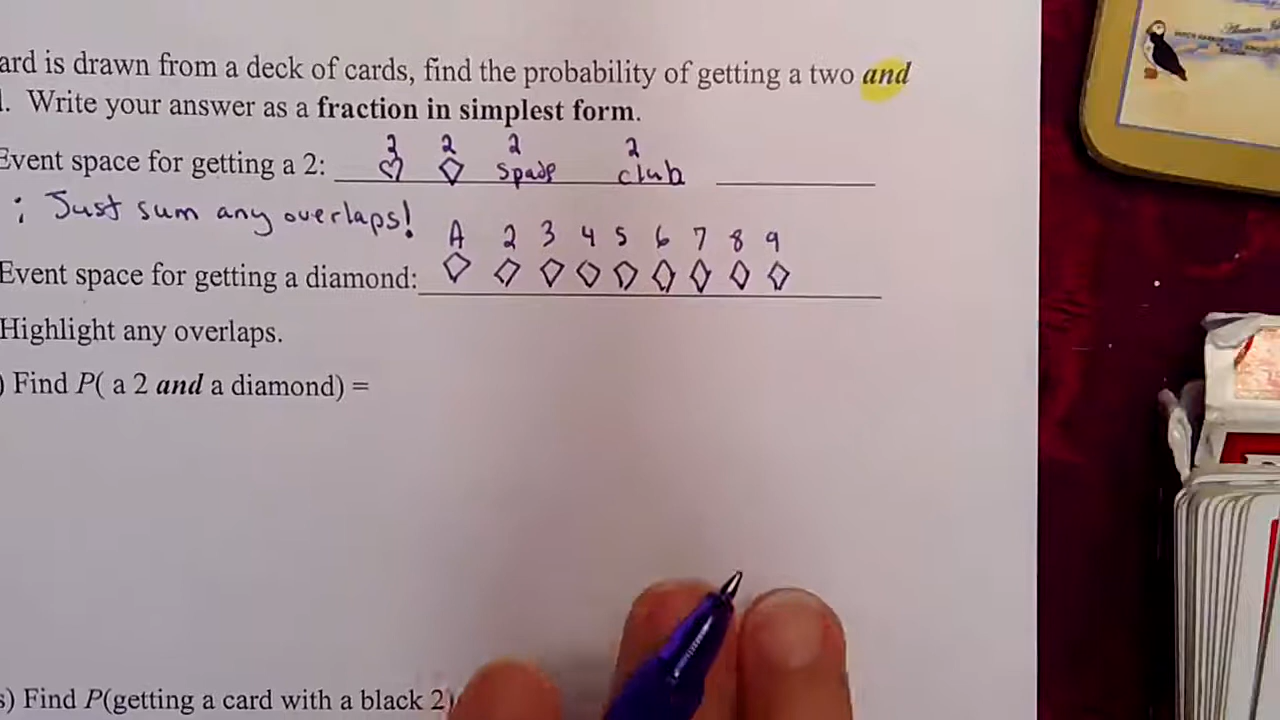 ard is drawn from a deck of cards, find the probability of getting a two and
. Write your answer as a fraction in simplest form.
2 2 2 2
Event space for getting a 2: ♡ ◇ spade club
: Just sum any overlaps!
A 2 3 4 5 6 7 8 9
Event space for getting a diamond: ◇ ◇ ◇ ◇ ◇ ◇ ◇ ◇ ◇
Highlight any overlaps.
) Find P( a 2 and a diamond) =
s) Find P(getting a card with a black 2)